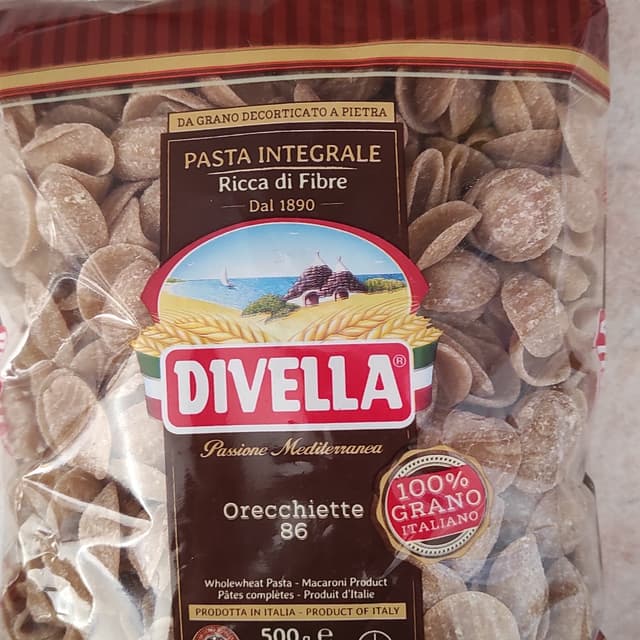 DA GRANO DECORTICATO A PIETRA
PASTA INTEGRALE
Ricca di Fibre
Dal 1890
DIVELLA®
Passione Mediterranea
Orecchiette
86
100%
GRANO
ITALIANO
Wholewheat Pasta - Macaroni Product
Pâtes complètes - Produit d'Italie
PRODOTTA IN ITALIA - PRODUCT OF ITALY
500 g e